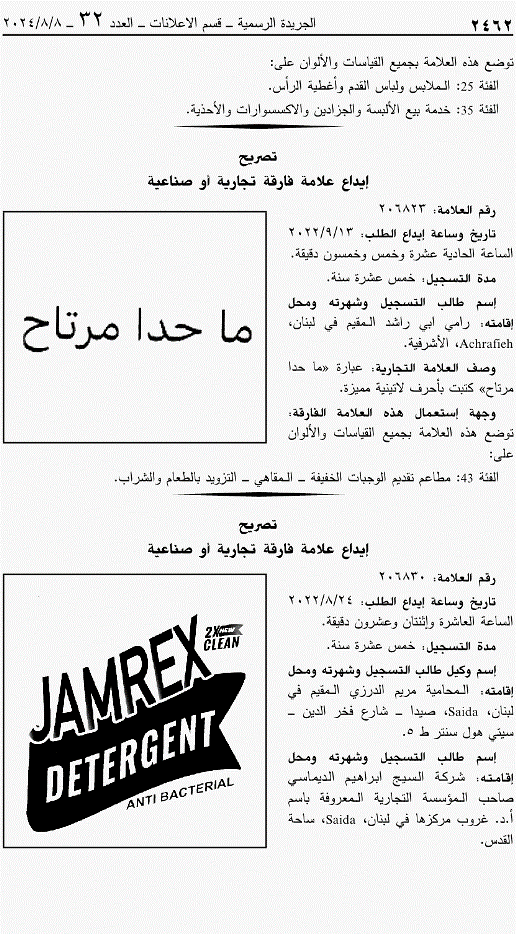 ٢٤٦٢
الجريدة الرسمية – قسم الاعلانات – العدد ٣٢ – ٢٠٢٤/٨/٨
توضع هذه العلامة بجميع القياسات والألوان على:
الفئة 25: الملابس ولباس القدم وأغطية الرأس.
الفئة 35: خدمة بيع الألبسة والجزادين والاكسسوارات والأحذية.
تصريح
إيداع علامة فارقة تجارية أو صناعية
رقم العلامة: ٢٠٦٨٢٣
تاريخ وساعة إيداع الطلب: ٢٠٢٢/٩/١٣
الساعة الحادية عشرة وخمس وخمسون دقيقة.
مدة التسجيل: خمس عشرة سنة.
إسم طالب التسجيل وشهرته ومحل
إقامته: رامي ابي راشد المقيم في لبنان،
Achrafieh، الأشرفية.
وصف العلامة التجارية: عبارة «ما حدا
مرتاح» كتبت بأحرف لاتينية مميزة.
وجهة إستعمال هذه العلامة الفارقة:
توضع هذه العلامة بجميع القياسات والألوان
على:
ما حدا مرتاح
الفئة 43: مطاعم تقديم الوجبات الخفيفة – المقاهي – التزويد بالطعام والشراب.
تصريح
إيداع علامة فارقة تجارية أو صناعية
رقم العلامة: ٢٠٦٨٣٠
تاريخ وساعة إيداع الطلب: ٢٠٢٢/٨/٢٤
الساعة العاشرة وإثنتان وعشرون دقيقة.
مدة التسجيل: خمس عشرة سنة.
إسم وكيل طالب التسجيل وشهرته ومحل
إقامته: المحامية مريم الدرزي المقيم في
لبنان، Saida، صيدا – شارع فخر الدين –
سيتي هول سنتر ط ٥.
إسم طالب التسجيل وشهرته ومحل
إقامته: شركة السيج ابراهيم الديماسي
صاحب المؤسسة التجارية المعروفة باسم
أ.د. غروب مركزها في لبنان، Saida، ساحة
القدس.
JAMREX
2X NEW
CLEAN
DETERGENT
ANTI BACTERIAL